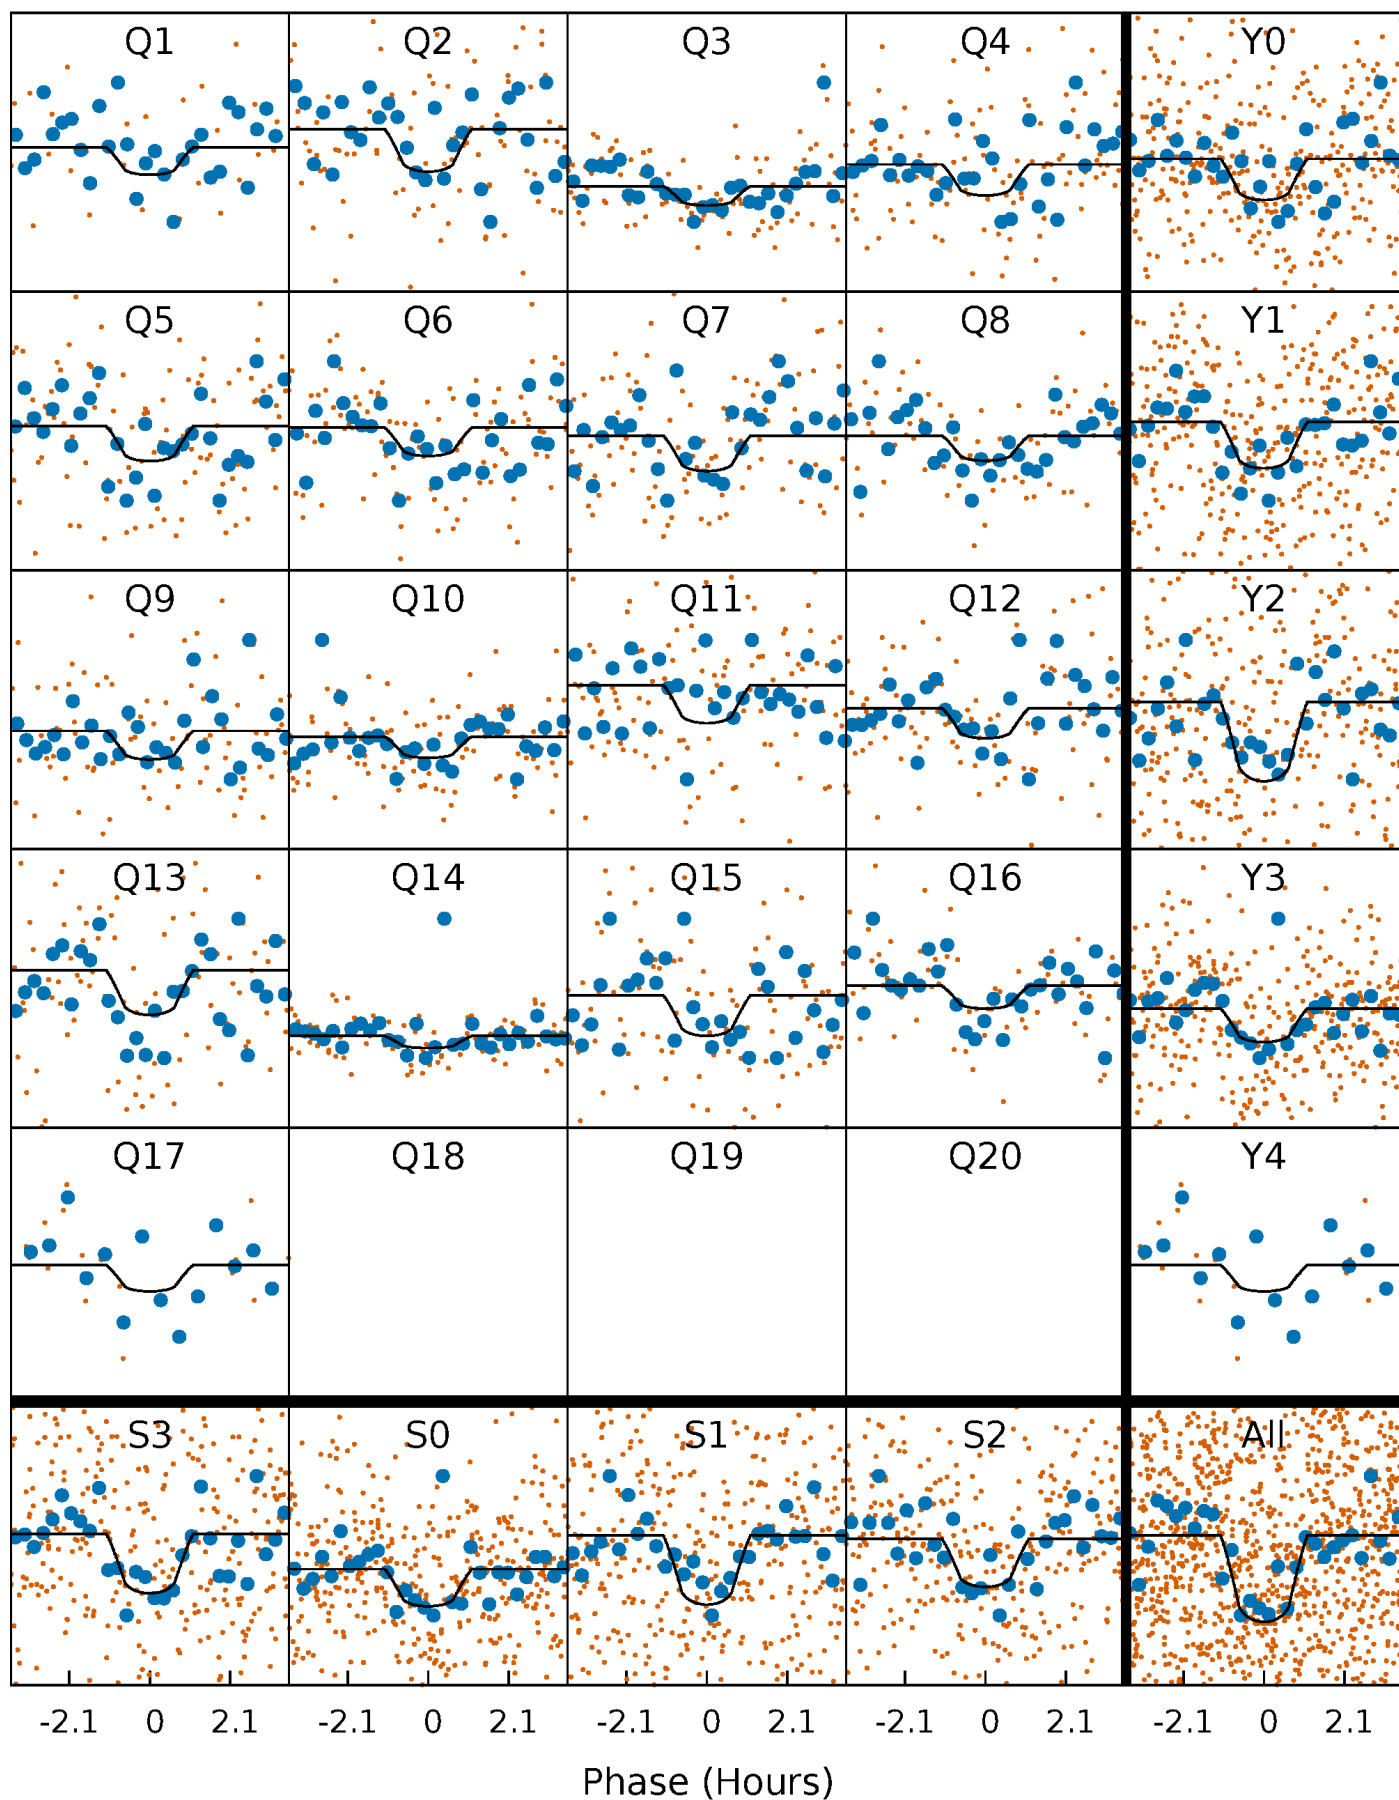 Q1 Q2 Q3 Q4 Y0
Q5 Q6 Q7 Q8 Y1
Q9 Q10 Q11 Q12 Y2
Q13 Q14 Q15 Q16 Y3
Q17 Q18 Q19 Q20 Y4
S3 S0 S1 S2 All
-2.1 0 2.1 -2.1 0 2.1 -2.1 0 2.1 -2.1 0 2.1 -2.1 0 2.1
Phase (Hours)